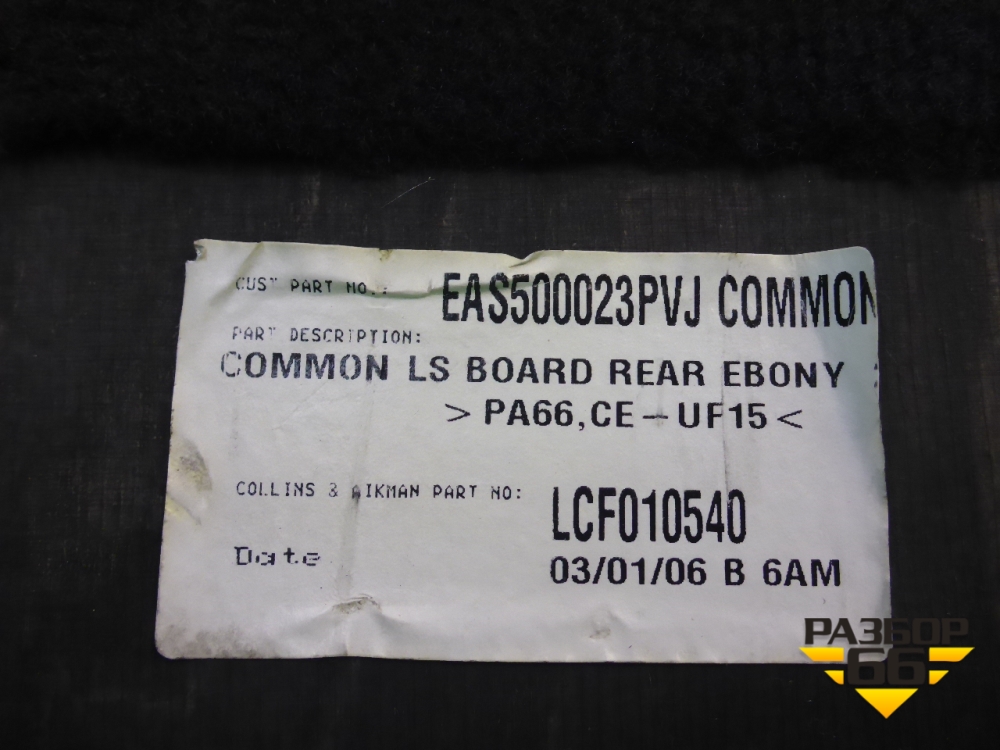 CUST PART NO.: EAS500023PVJ COMMON
PART DESCRIPTION:
COMMON LS BOARD REAR EBONY
>PA66,CE-UF15<
COLLINS & AIKMAN PART NO: LCF010540
Date 03/01/06 B 6AM
РАЗБОР
66